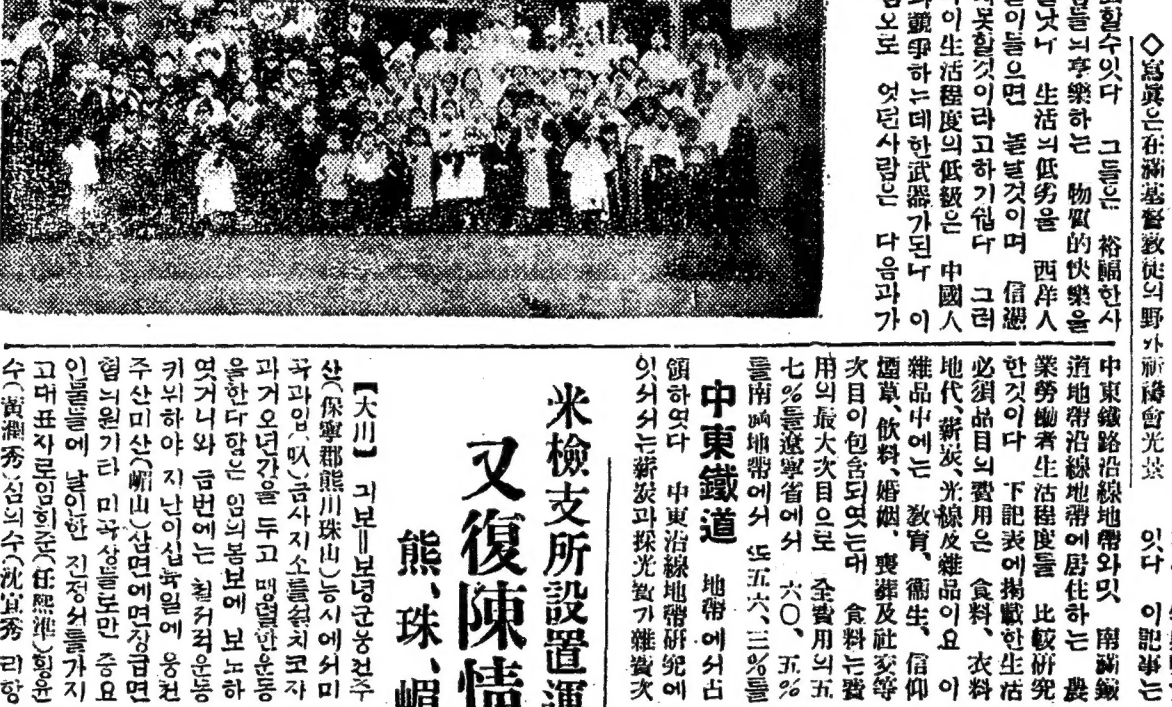 ◇寫眞은在滿基督敎徒의野外祈禱會光景
할수잇다 그들은 裕福한사
들의享樂하는 物質的快樂을
낫나 生活의低劣을 西洋人
이들으면 놀날것이며 信憑
못할것이라고하기쉽다 그러
이生活程度의低級은 中國人
競爭하는데한武器가된다 이
으로 엇던사람은 다음과가
잇다 이記事는
中東鐵路沿線地帶와밋 南滿鐵
道地帶沿線地帶에居住하는 農
業勞働者生活程度를 比較硏究
한것이다 下記表에揭載한生活
必須品目의費用은 食料、衣料
地代、薪炭、光線及雜品이요 이
雜品中에는 敎育、衞生、信仰
煙草、飮料、婚姻、喪葬及社交等
次目이包含되엿는대 食料는費
用의最大次目으로 全費用의五
七%를遼寧省에서 六〇、五%
를南滿地帶에서 또五六、三%를
中東鐵道 地帶에서占
領하엿다 中東沿線地帶硏究에
잇서서는薪炭과採光費가雜費次
米檢支所設置運
又復陳情
熊、珠、嵋
【大川】 긔보=보령군웅천주
산(保寧郡熊川珠山)능시에서미
곡과입(叺)금사지소를설치코자
과거오년간을두고 맹렬한운동
을한다함은 임의봄보에 보도하
엿거니와 금번에는 철저적운동
키위하야 지난이십육일에 웅천
주산미산(嵋山)삼면에면장급면
협의원기타 미곡상들도만 중요
인물들에 날인한 진정서를가지
고대표자로임희준(任熙準)황윤
수(黃潤秀)심의수(沈宜秀 리항